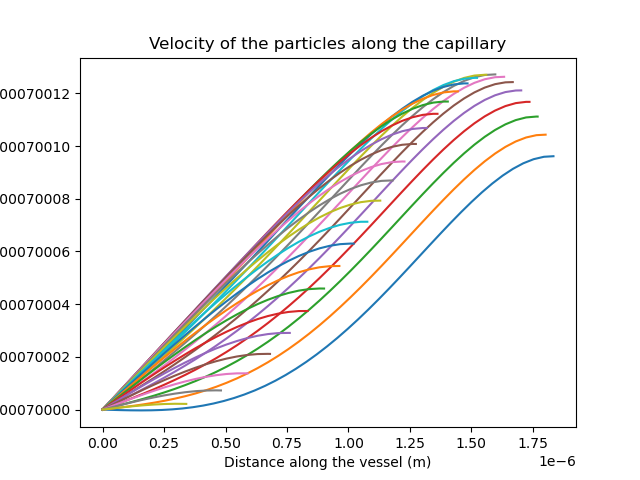 Velocity of the particles along the capillary
00070012
00070010
00070008
00070006
00070004
00070002
00070000
0.00 0.25 0.50 0.75 1.00 1.25 1.50 1.75
1e−6
Distance along the vessel (m)